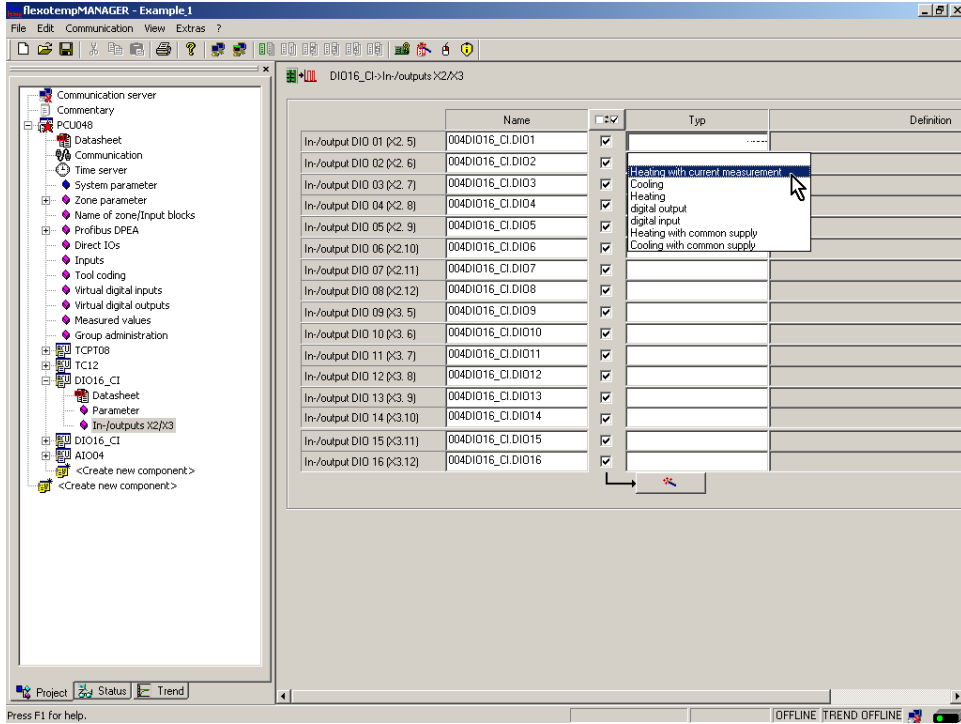 flexotempMANAGER - Example_1
File Edit Communication View Extras ?
DIO16_CI->In-/outputs X2/X3
Communication server
Commentary
PCU048
Datasheet
Communication
Time server
System parameter
Zone parameter
Name of zone/Input blocks
Profibus DPEA
Direct IOs
Inputs
Tool coding
Virtual digital inputs
Virtual digital outputs
Measured values
Group administration
TCPT08
TC12
DIO16_CI
Datasheet
Parameter
In-/outputs X2/X3
DIO16_CI
AIO04
<Create new component>
<Create new component>
Name Typ Definition
In-/output DIO 01 (X2. 5) 004DIO16_CI.DIO1
In-/output DIO 02 (X2. 6) 004DIO16_CI.DIO2
In-/output DIO 03 (X2. 7) 004DIO16_CI.DIO3
In-/output DIO 04 (X2. 8) 004DIO16_CI.DIO4
In-/output DIO 05 (X2. 9) 004DIO16_CI.DIO5
In-/output DIO 06 (X2.10) 004DIO16_CI.DIO6
In-/output DIO 07 (X2.11) 004DIO16_CI.DIO7
In-/output DIO 08 (X2.12) 004DIO16_CI.DIO8
In-/output DIO 09 (X3. 5) 004DIO16_CI.DIO9
In-/output DIO 10 (X3. 6) 004DIO16_CI.DIO10
In-/output DIO 11 (X3. 7) 004DIO16_CI.DIO11
In-/output DIO 12 (X3. 8) 004DIO16_CI.DIO12
In-/output DIO 13 (X3. 9) 004DIO16_CI.DIO13
In-/output DIO 14 (X3.10) 004DIO16_CI.DIO14
In-/output DIO 15 (X3.11) 004DIO16_CI.DIO15
In-/output DIO 16 (X3.12) 004DIO16_CI.DIO16
Heating with current measurement
Cooling
Heating
digital output
digital input
Heating with common supply
Cooling with common supply
Project Status Trend
Press F1 for help.
OFFLINE TREND OFFLINE